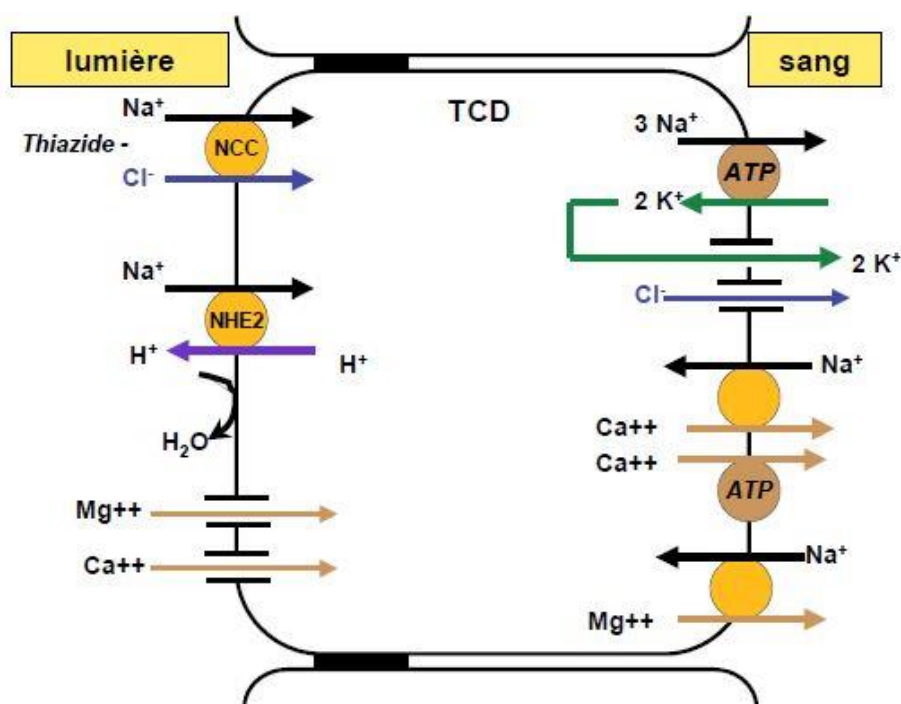 lumière
sang
TCD
Na⁺
Thiazide -
NCC
Cl⁻
3 Na⁺
ATP
2 K⁺
2 K⁺
Na⁺
NHE2
H⁺
H⁺
H₂O
Cl⁻
Na⁺
Ca++
Ca++
ATP
Mg++
Ca++
Na⁺
Mg++